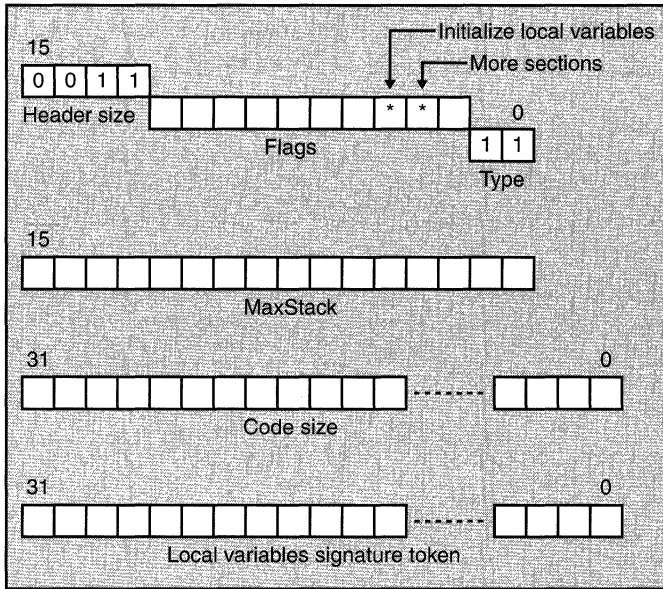 Initialize local variables
15
More sections
0 0 1 1
Header size
* *
0
Flags
1 1
Type
15
MaxStack
31 0
Code size
31 0
Local variables signature token